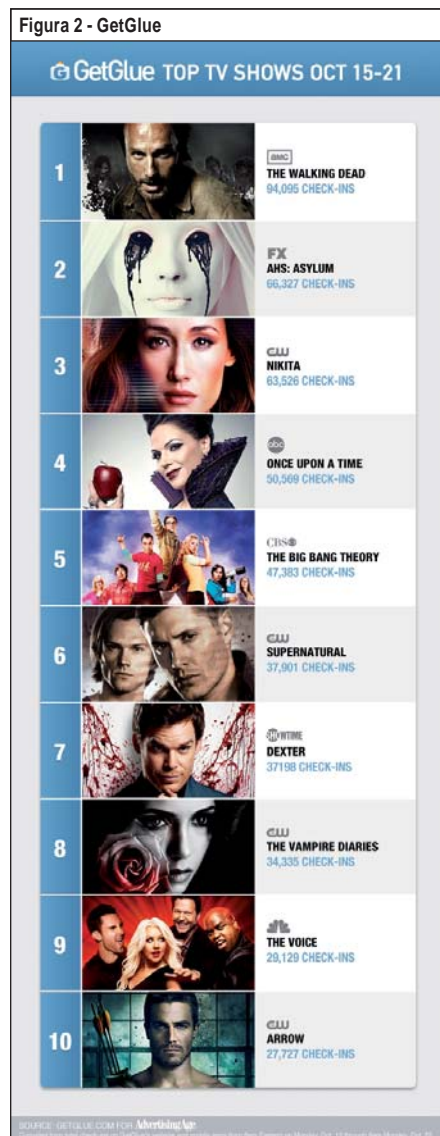 Figura 2 - GetGlue
GetGlue TOP TV SHOWS OCT 15-21
1
amc
THE WALKING DEAD
94,095 CHECK-INS
2
FX
AHS: ASYLUM
66,327 CHECK-INS
3
CW
NIKITA
63,526 CHECK-INS
4
abc
ONCE UPON A TIME
50,569 CHECK-INS
5
CBS
THE BIG BANG THEORY
47,383 CHECK-INS
6
CW
SUPERNATURAL
37,901 CHECK-INS
7
SHOWTIME
DEXTER
37198 CHECK-INS
8
CW
THE VAMPIRE DIARIES
34,335 CHECK-INS
9
THE VOICE
29,129 CHECK-INS
10
CW
ARROW
27,727 CHECK-INS
SOURCE: GETGLUE.COM FOR AdvertisingAge